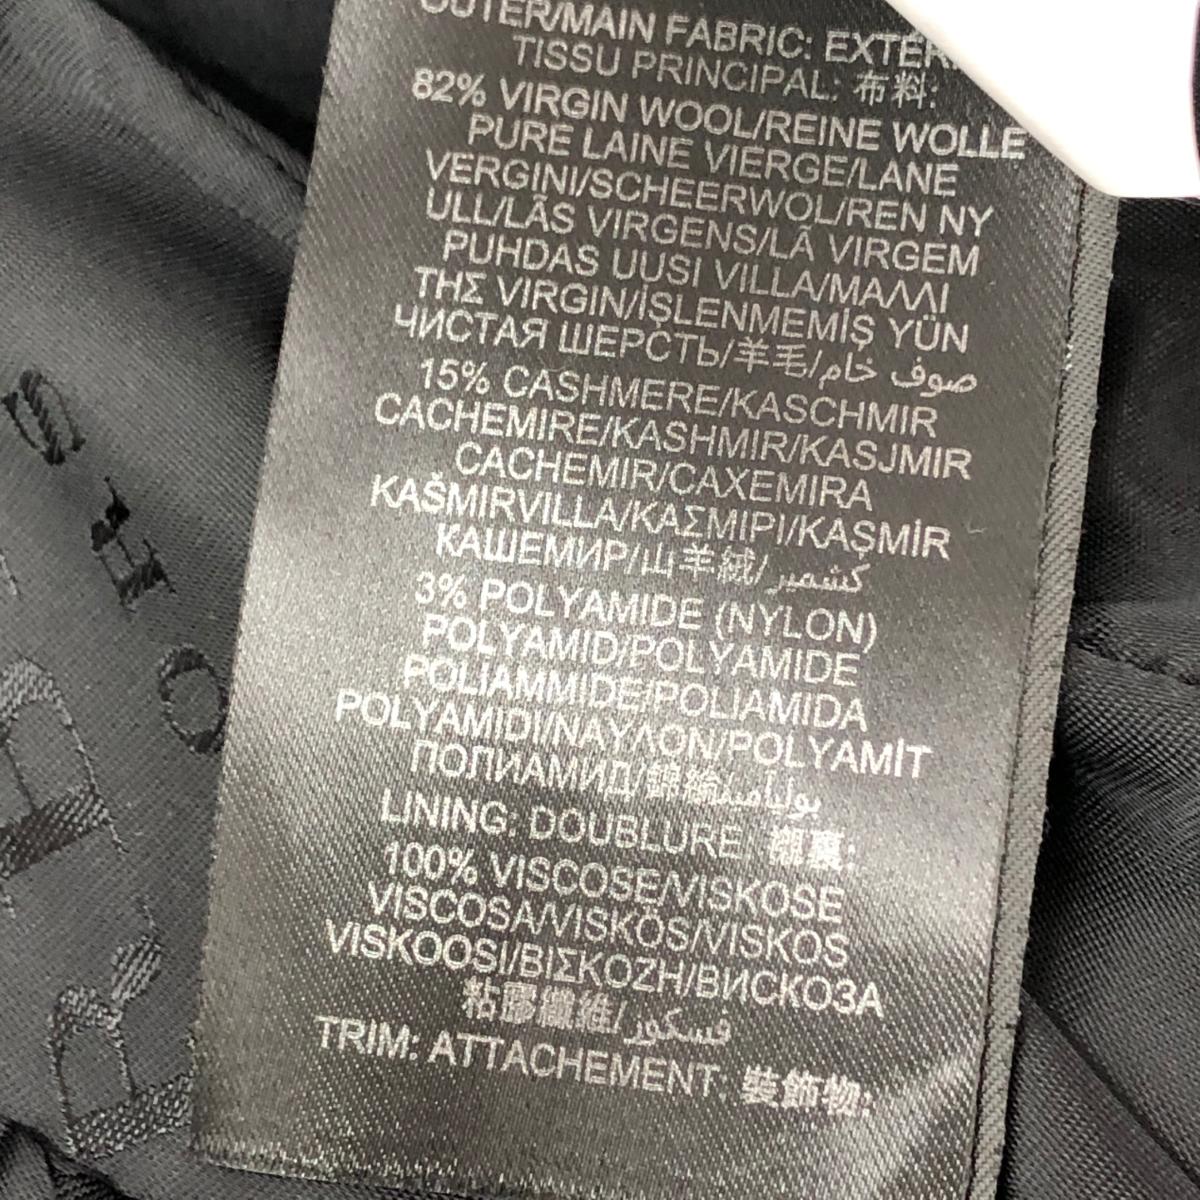 OUTER/MAIN FABRIC:
TISSU PRINCIPAL: 布料:
82% VIRGIN WOOL/REINE WOLLE
PURE LAINE VIERGE/LANE
VERGINI/SCHEERWOL/REN NY
ULL/LÃS VIRGENS/LÃ VIRGEM
PUHDAS UUSI VILLA/ΜΑΛΛΙ
ΤΗΣ VIRGIN/İŞLENMEMİŞ YÜN
ЧИСТАЯ ШЕРСТЬ/羊毛/صوف خام
15% CASHMERE/KASCHMIR
CACHEMIRE/KASHMIR/KASJMIR
CACHEMIR/CAXEMIRA
KAŠMIRVILLA/ΚΑΣΜΙΡΙ/KAŞMİR
КАШЕМИР/山羊絨/كشمير
3% POLYAMIDE (NYLON)
POLYAMID/POLYAMIDE
POLIAMMIDE/POLIAMIDA
POLYAMIDI/ΝΑΥΛΟΝ/POLYAMİT
ПОЛИАМИД/錦綸/بولياميد
LINING: DOUBLURE: 襯裏:
100% VISCOSE/VISKOSE
VISCOSA/VISKÖS/VISKOS
VISKOOSI/ΒΙΣΚΟΖΗ/ВИСКОЗА
粘膠纖維/فسكوز
TRIM: ATTACHEMENT: 裝飾物: